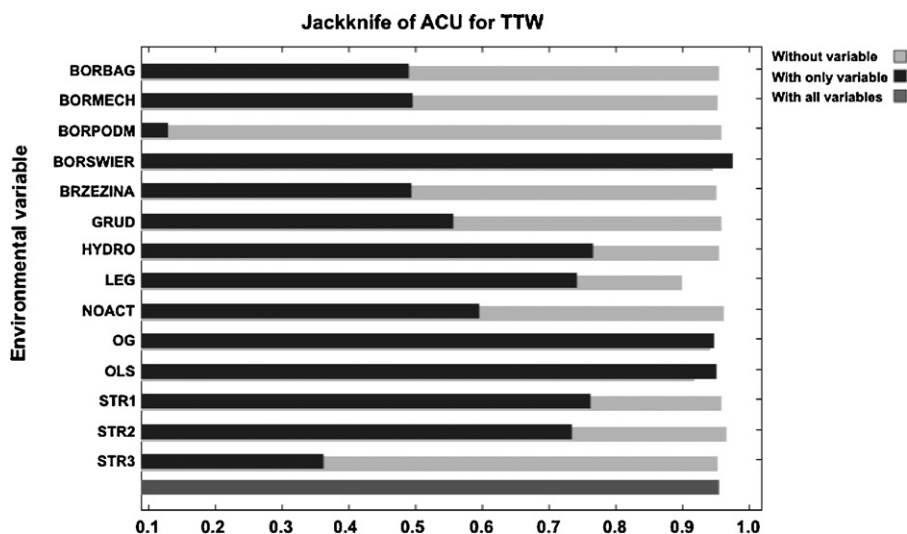 Jackknife of ACU for TTW
Without variable
With only variable
With all variables
Environmental variable
BORBAG
BORMECH
BORPODM
BORSWIER
BRZEZINA
GRUD
HYDRO
LEG
NOACT
OG
OLS
STR1
STR2
STR3
0.1 0.2 0.3 0.4 0.5 0.6 0.7 0.8 0.9 1.0